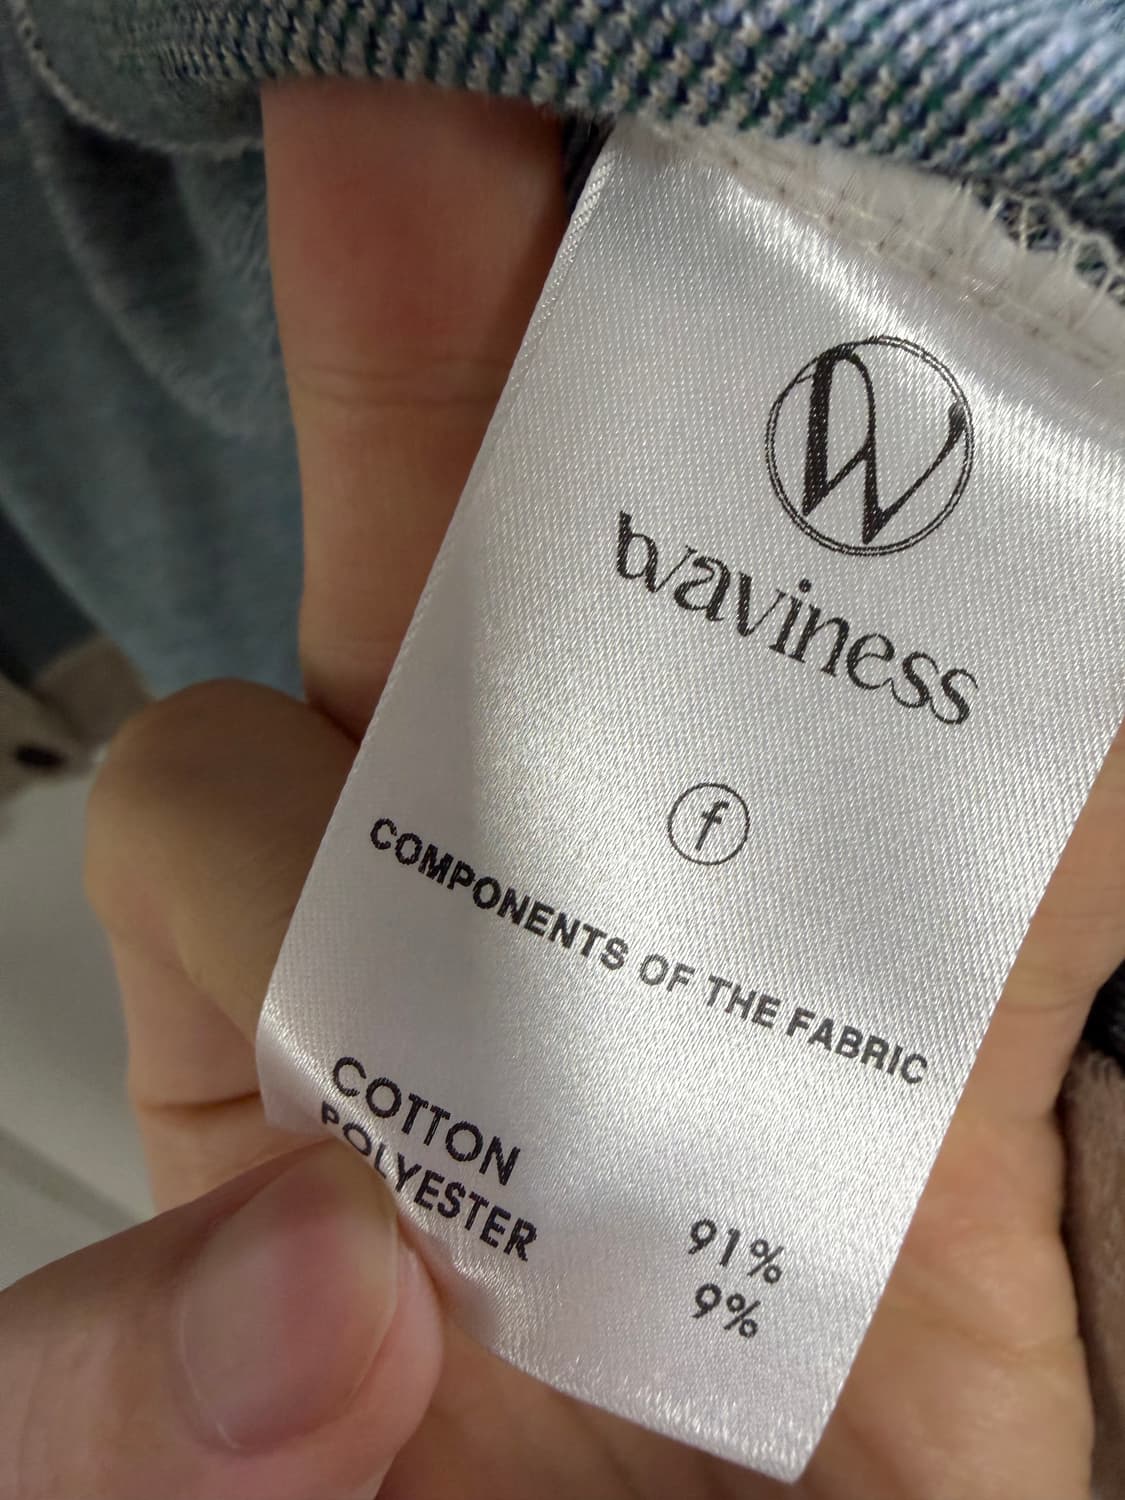 W
waviness
f
COMPONENTS OF THE FABRIC
COTTON 91%
POLYESTER 9%